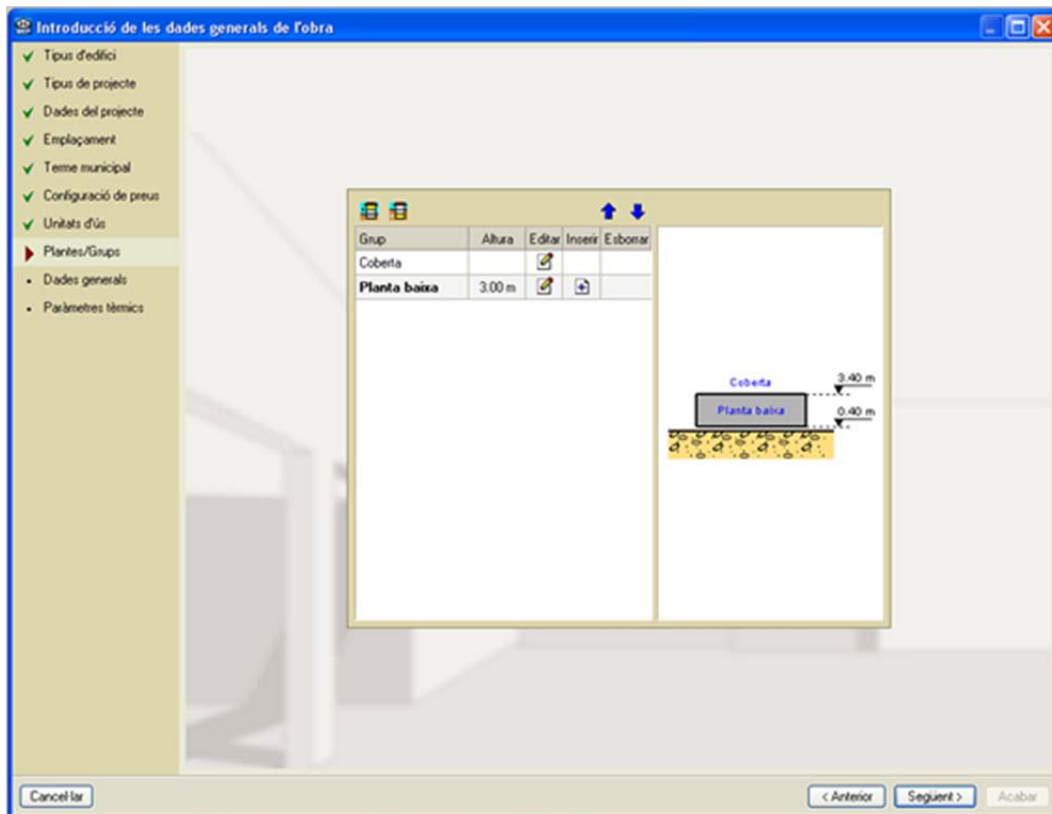 Introducció de les dades generals de l'obra
Tipus d'edifici
Tipus de projecte
Dades del projecte
Emplaçament
Terme municipal
Configuració de preus
Unitats d'ús
Plantes/Grups
Dades generals
Paràmetres tèrmics
Grup Altura Editar Inserir Esborrar
Coberta
Planta baixa 3.00 m
Coberta 3.40 m
Planta baixa 0.40 m
Cancel·lar < Anterior Següent > Acabar